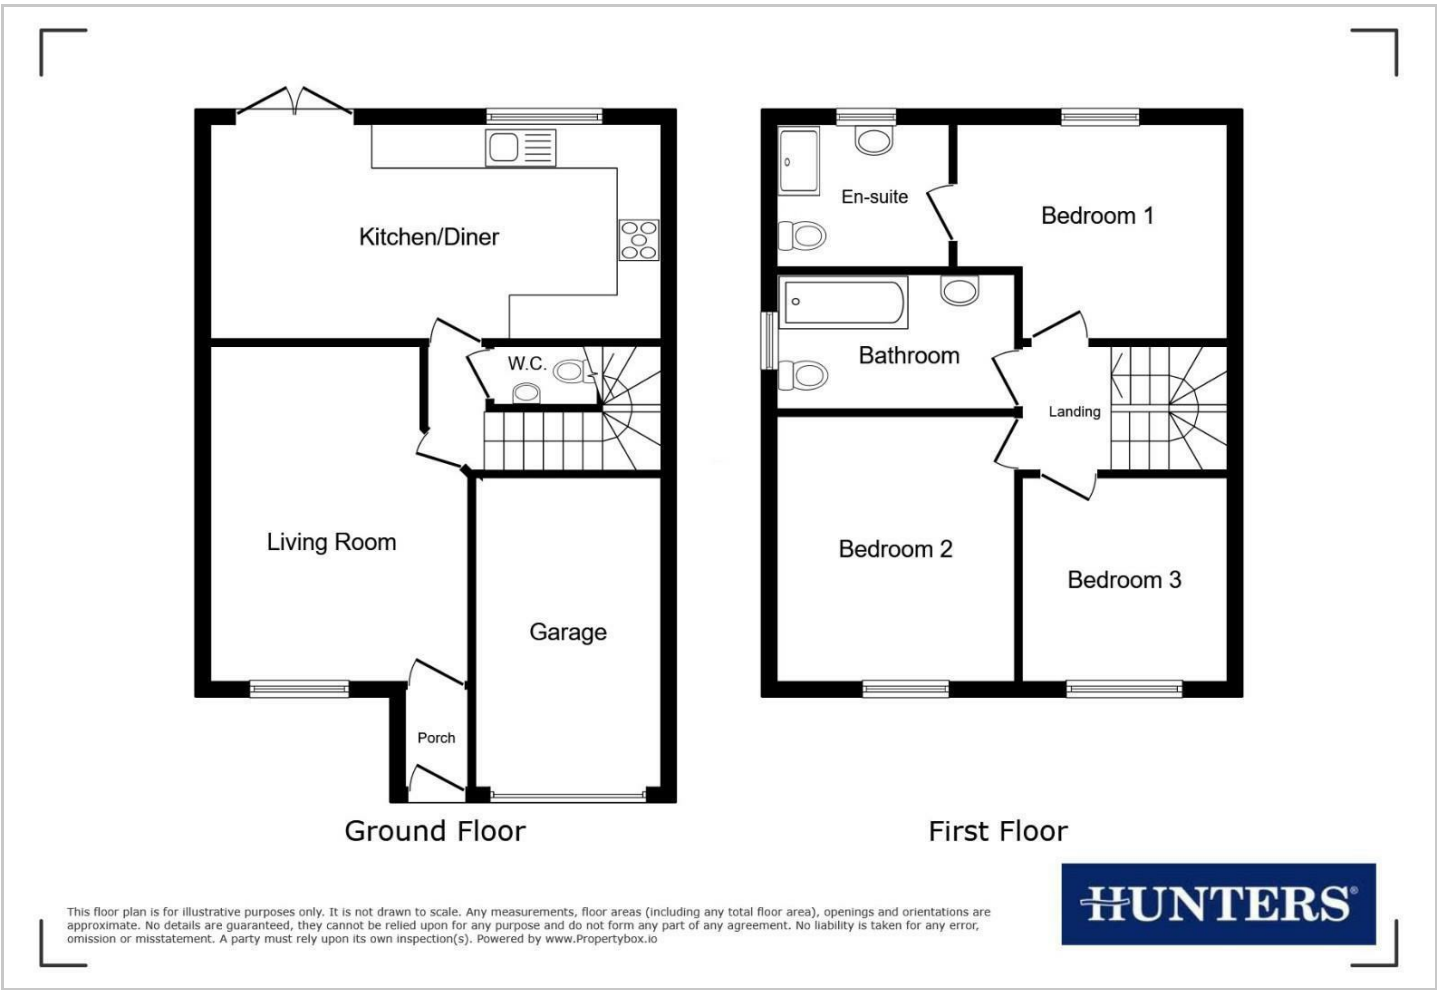 Kitchen/Diner
W.C.
Living Room
Garage
Porch
Ground Floor
En-suite
Bedroom 1
Bathroom
Landing
Bedroom 2
Bedroom 3
First Floor
HUNTERS®
This floor plan is for illustrative purposes only. It is not drawn to scale. Any measurements, floor areas (including any total floor area), openings and orientations are
approximate. No details are guaranteed, they cannot be relied upon for any purpose and do not form any part of any agreement. No liability is taken for any error,
omission or misstatement. A party must rely upon its own inspection(s). Powered by www.Propertybox.io